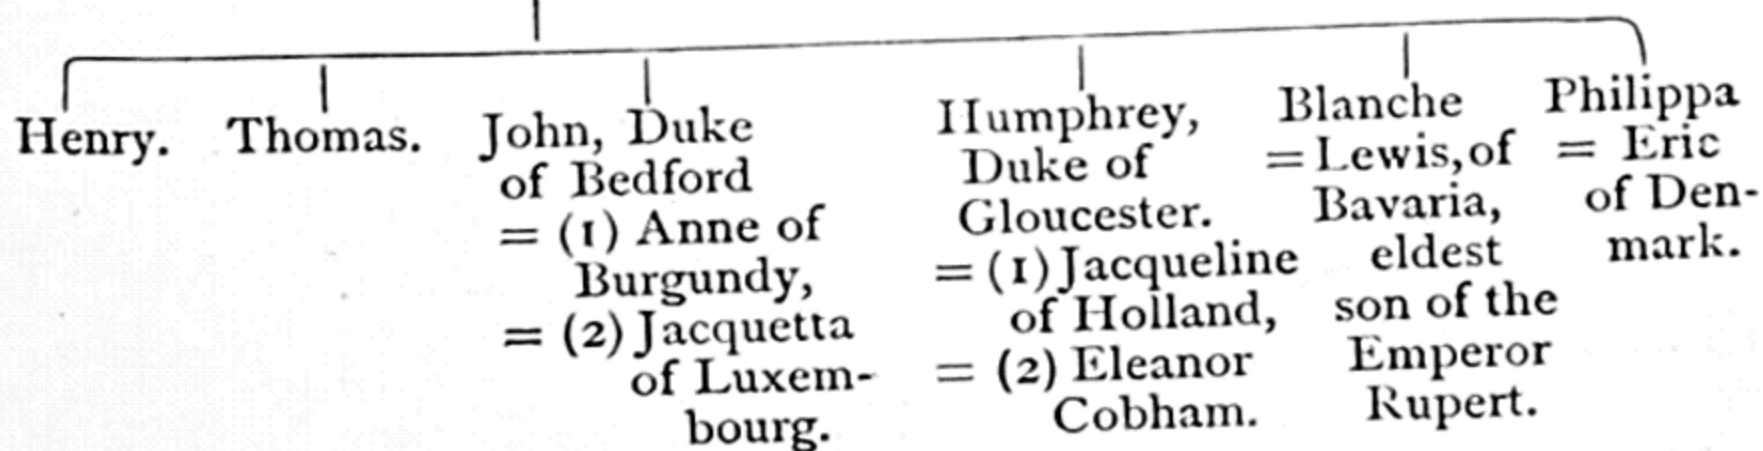 Henry.
Thomas.
John, Duke
of Bedford
= (1) Anne of
Burgundy,
= (2) Jacquetta
of Luxem-
bourg.
Humphrey,
Duke of
Gloucester.
= (1) Jacqueline
of Holland,
= (2) Eleanor
Cobham.
Blanche
= Lewis, of
Bavaria,
eldest
son of the
Emperor
Rupert.
Philippa
= Eric
of Den-
mark.